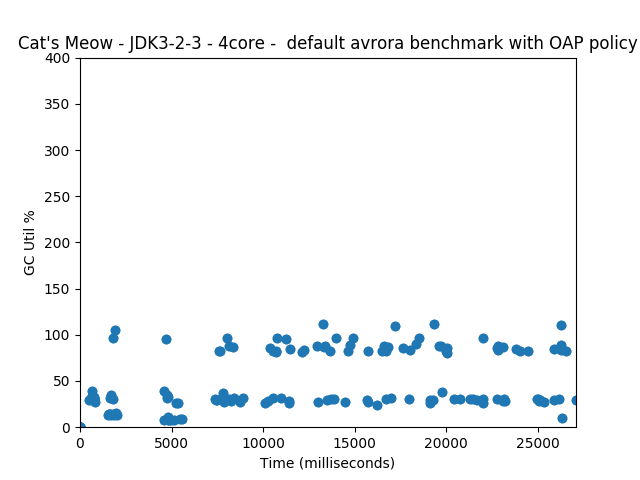 Cat's Meow - JDK3-2-3 - 4core -  default avrora benchmark with OAP policy
400
350
300
250
200
150
100
50
0
GC Util %
0 5000 10000 15000 20000 25000
Time (milliseconds)